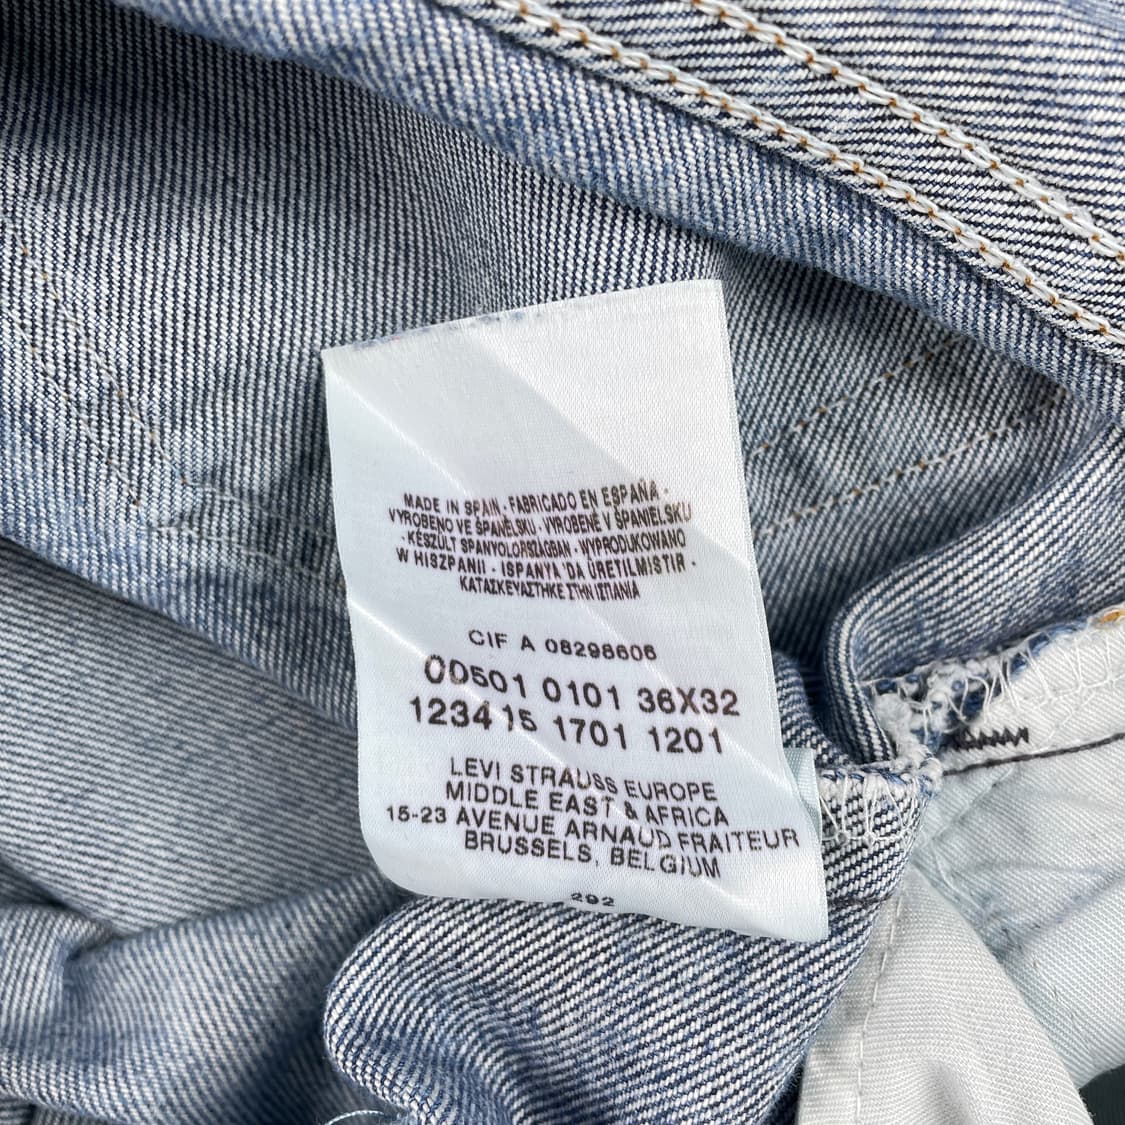 MADE IN SPAIN - FABRICADO EN ESPAÑA -
VYROBENO VE ŠPANĚLSKU - VYROBENÉ V ŠPANIELSKU
- KÉSZÜLT SPANYOLORSZÁGBAN - WYPRODUKOWANO
W HISZPANII - ISPANYA'DA ÜRETILMISTIR -
ΚΑΤΑΣΚΕΥΑΣΤΗΚΕ ΣΤΗΝ ΙΣΠΑΝΙΑ
CIF A 08298606
00501 0101 36X32
1234 15 1701 1201
LEVI STRAUSS EUROPE
MIDDLE EAST & AFRICA
15-23 AVENUE ARNAUD FRAITEUR
BRUSSELS, BELGIUM
292